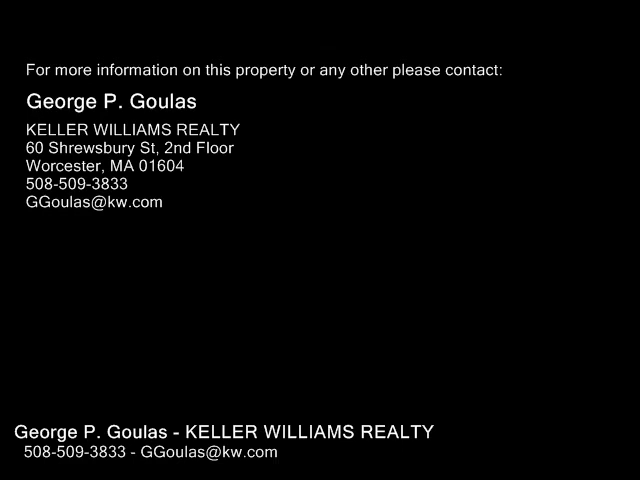 For more information on this property or any other please contact:
George P. Goulas
KELLER WILLIAMS REALTY
60 Shrewsbury St, 2nd Floor
Worcester, MA 01604
508-509-3833
GGoulas@kw.com
George P. Goulas - KELLER WILLIAMS REALTY
508-509-3833 - GGoulas@kw.com